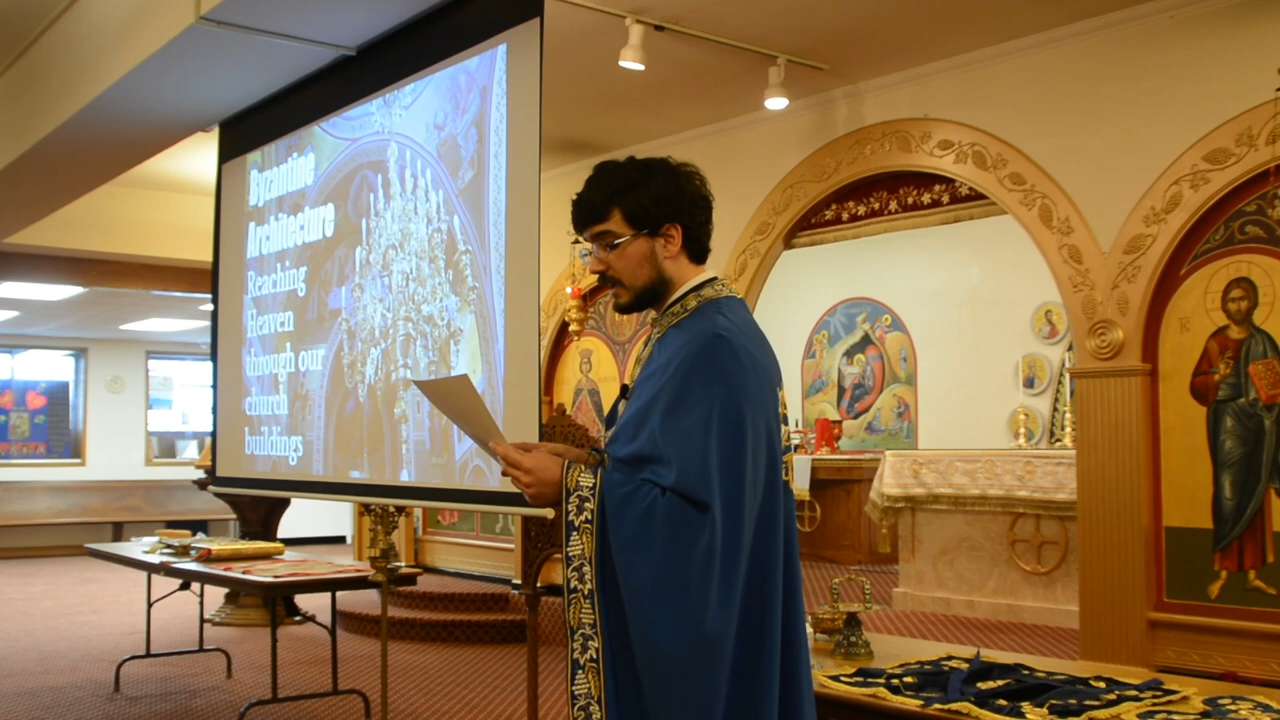 Byzantine
Architecture
Reaching
Heaven
through our
church
buildings